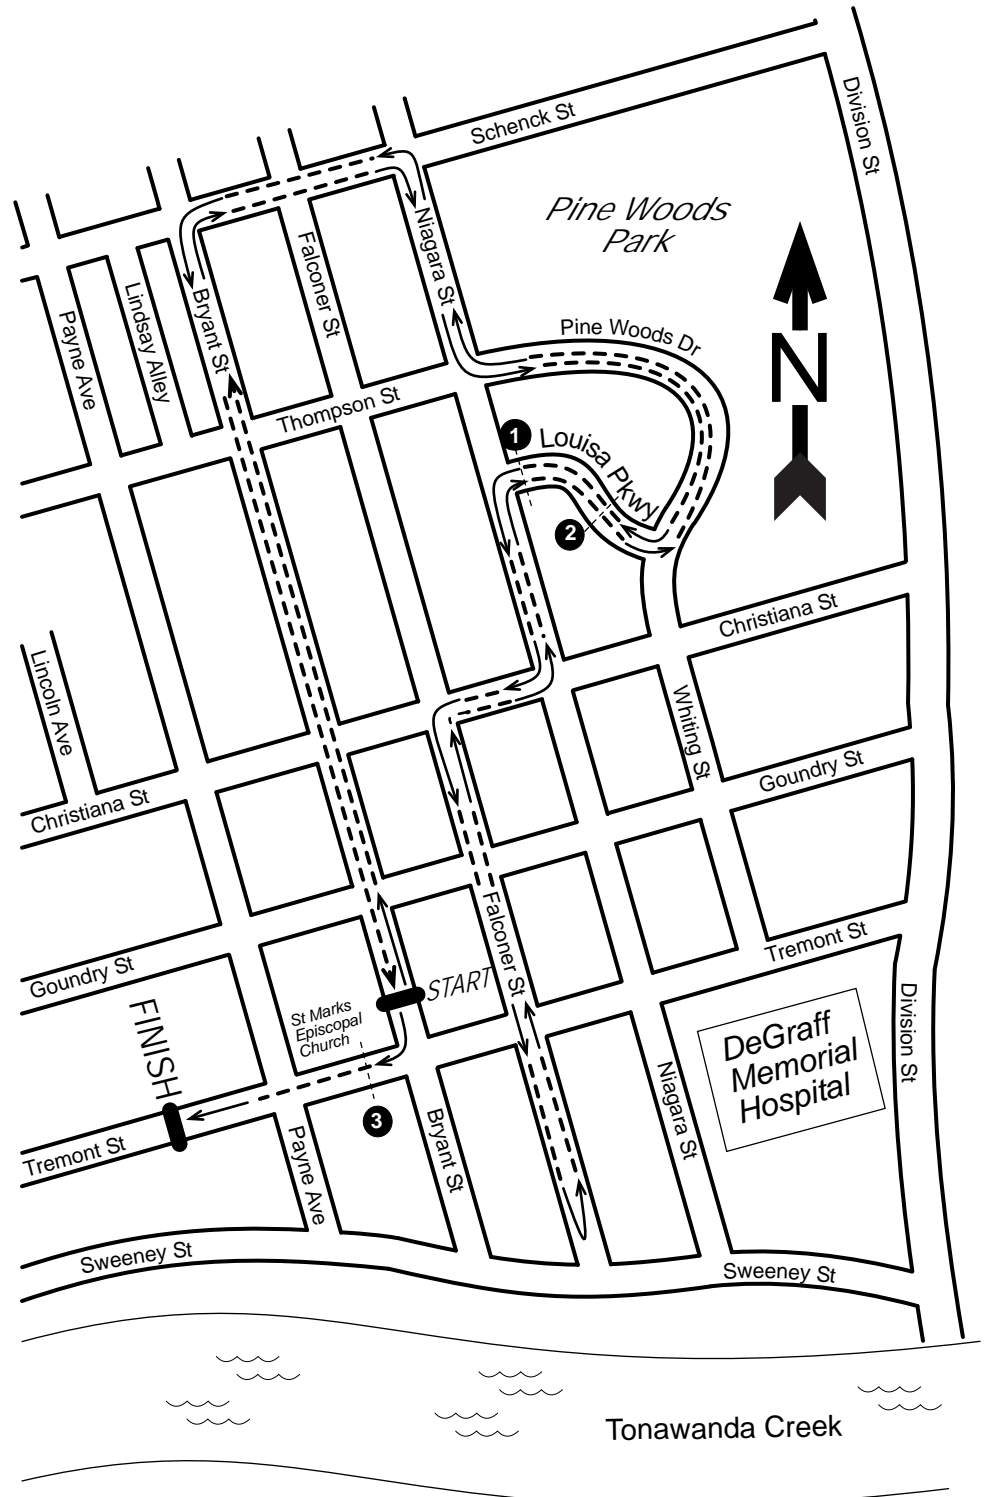 Schenck St
Division St
Pine Woods
Park
Niagara St
Falconer St
Lindsay Alley
Bryant St
Payne Ave
Pine Woods Dr
N
Thompson St
1
Louisa Pkwy
2
Christiana St
Lincoln Ave
Whiting St
Goundry St
Christiana St
Falconer St
Tremont St
Goundry St
START
FINISH
St Marks
Episcopal
Church
Division St
DeGraff
Memorial
Hospital
Niagara St
3
Bryant St
Payne Ave
Tremont St
Sweeney St
Sweeney St
Tonawanda Creek